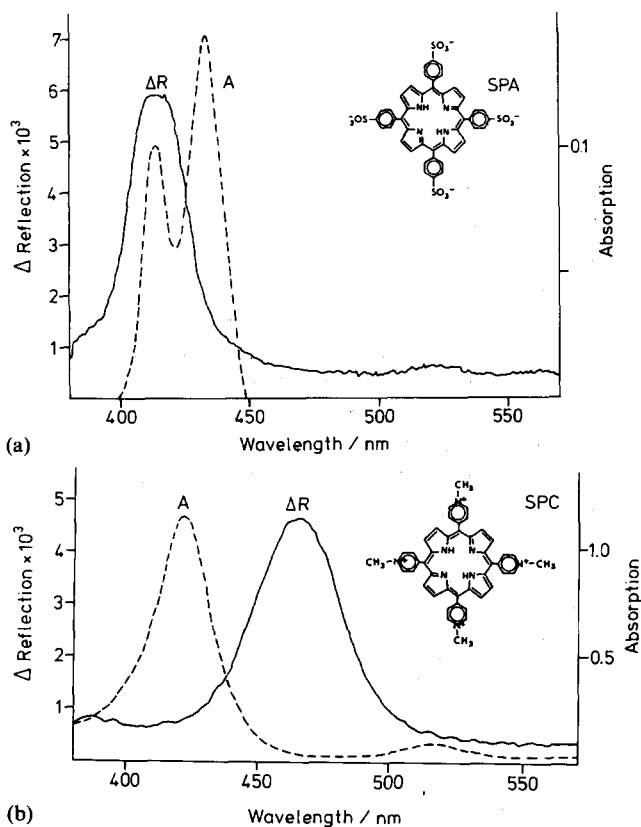 7
6
5
4
3
2
1
Δ Reflection × 10³
ΔR
A
SPA
SO₃⁻
⁻₃OS
SO₃⁻
SO₃⁻
NH
N
N
HN
0.1
Absorption
400
450
500
550
Wavelength / nm
(a)
5
4
3
2
1
Δ Reflection × 10³
A
ΔR
SPC
CH₃
N⁺
CH₃-N⁺
N⁺-CH₃
N⁺
CH₃
NH
N
N
HN
1.0
0.5
Absorption
400
450
500
550
Wavelength / nm
(b)